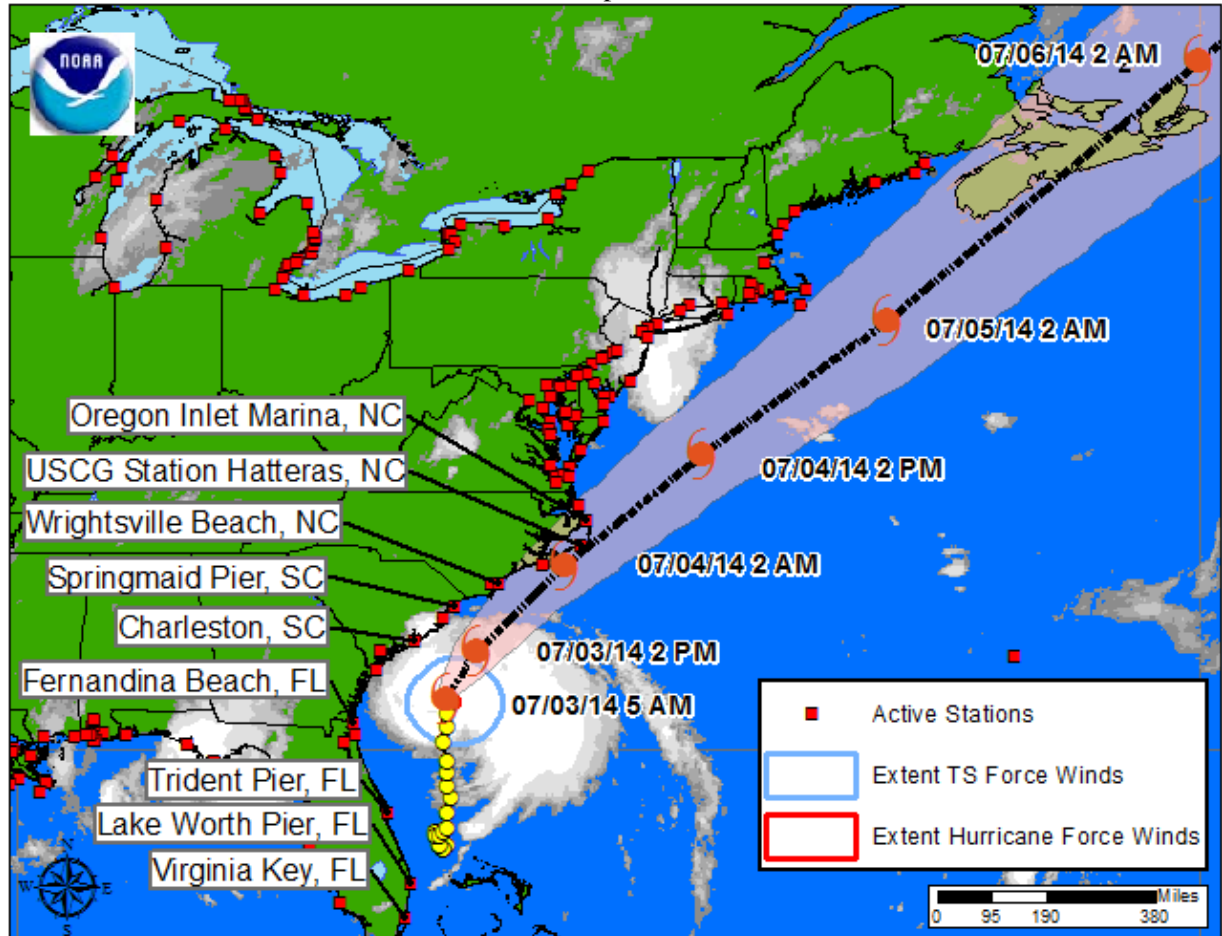 NOAA
07/06/14 2 AM
07/05/14 2 AM
07/04/14 2 PM
07/04/14 2 AM
07/03/14 2 PM
07/03/14 5 AM
Oregon Inlet Marina, NC
USCG Station Hatteras, NC
Wrightsville Beach, NC
Springmaid Pier, SC
Charleston, SC
Fernandina Beach, FL
Trident Pier, FL
Lake Worth Pier, FL
Virginia Key, FL
Active Stations
Extent TS Force Winds
Extent Hurricane Force Winds
N
W E
S
Miles
0 95 190 380